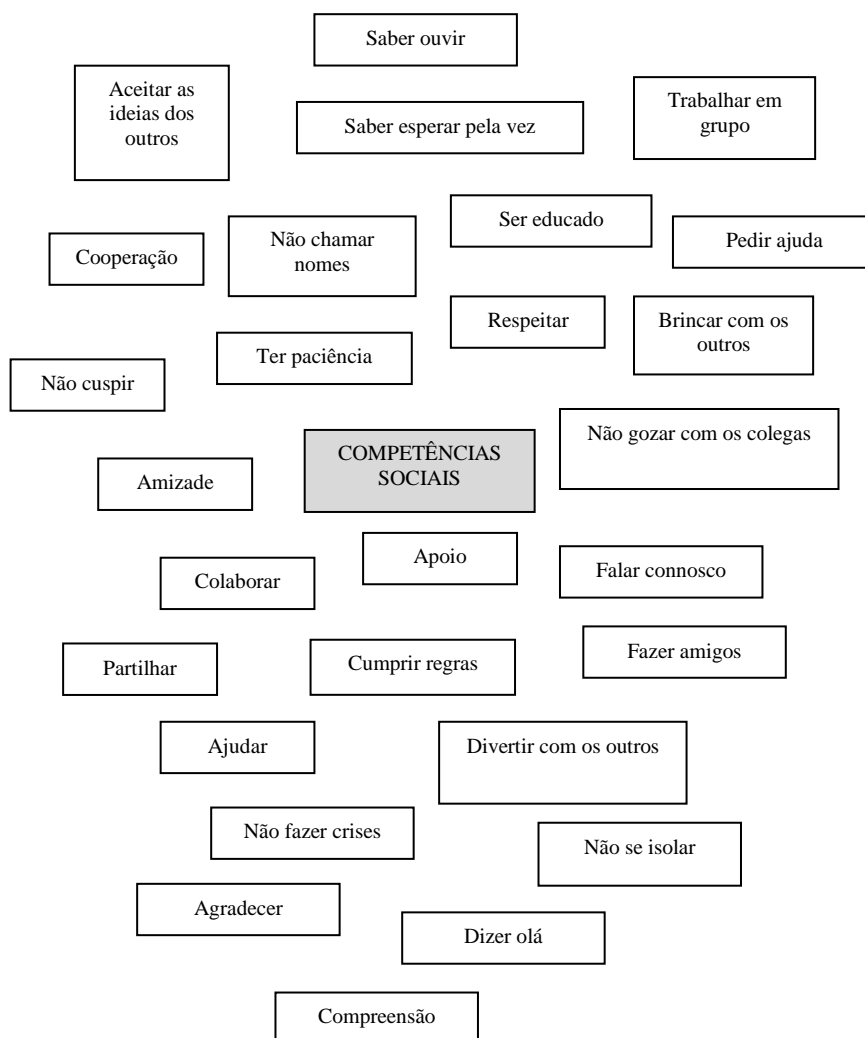 Saber ouvir
Aceitar as
ideias dos
outros
Saber esperar pela vez
Trabalhar em
grupo
Ser educado
Não chamar
nomes
Cooperação
Pedir ajuda
Respeitar
Brincar com os
outros
Ter paciência
Não cuspir
Não gozar com os colegas
COMPETÊNCIAS
SOCIAIS
Amizade
Apoio
Falar connosco
Colaborar
Fazer amigos
Partilhar
Cumprir regras
Ajudar
Divertir com os outros
Não fazer crises
Não se isolar
Agradecer
Dizer olá
Compreensão